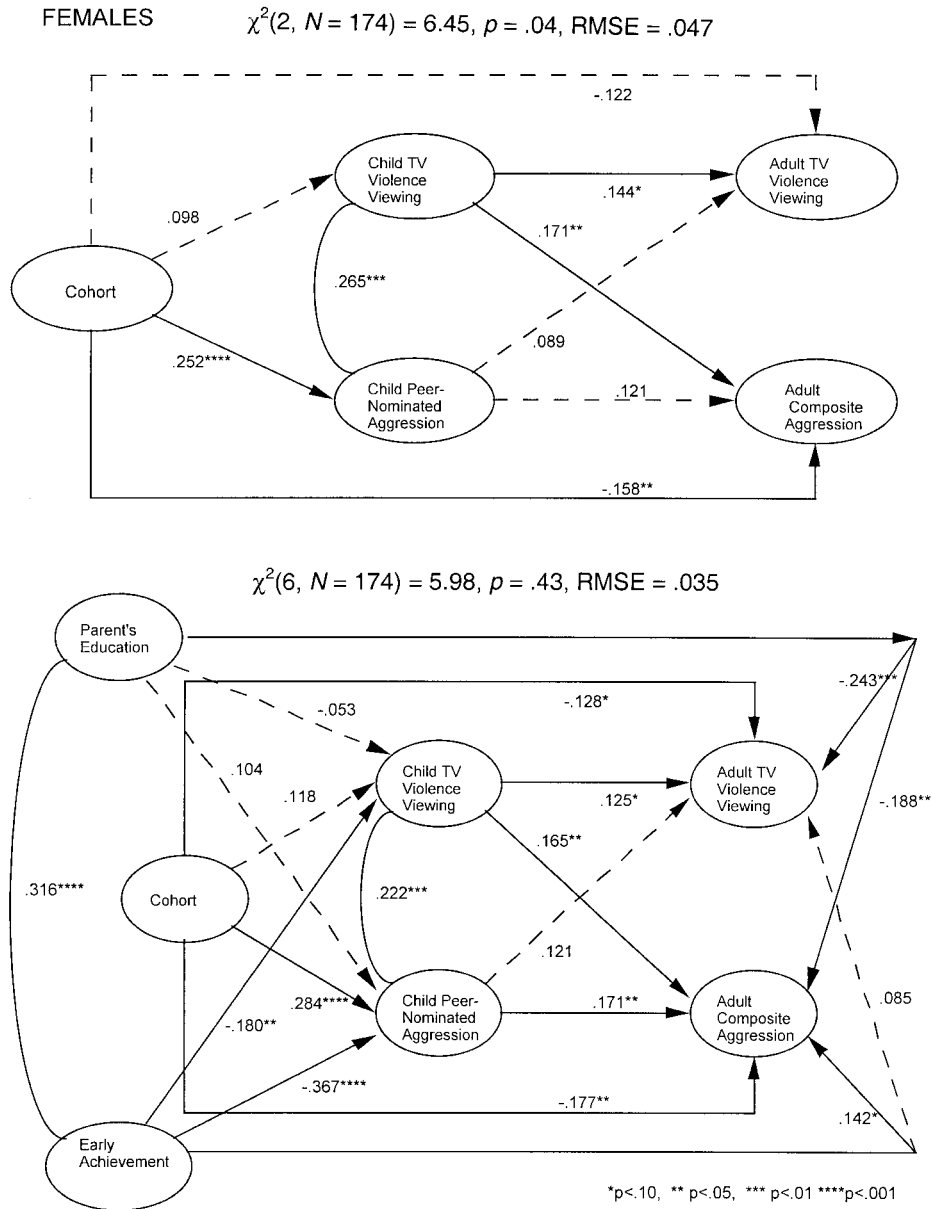 FEMALES
χ²(2, N = 174) = 6.45, p = .04, RMSE = .047
-.122
Child TV
Violence
Viewing
Adult TV
Violence
Viewing
.144*
.098
.171**
.265***
Cohort
.089
.252****
Child Peer-
Nominated
Aggression
.121
Adult
Composite
Aggression
-.158**
χ²(6, N = 174) = 5.98, p = .43, RMSE = .035
Parent's
Education
-.243***
-.128*
-.053
.104
Child TV
Violence
Viewing
Adult TV
Violence
Viewing
.118
.125*
-.188**
.165**
.316****
.222***
Cohort
.121
.284****
Child Peer-
Nominated
Aggression
.171**
Adult
Composite
Aggression
.085
-.180**
-.367****
-.177**
.142*
Early
Achievement
*p<.10, ** p<.05, *** p<.01 ****p<.001